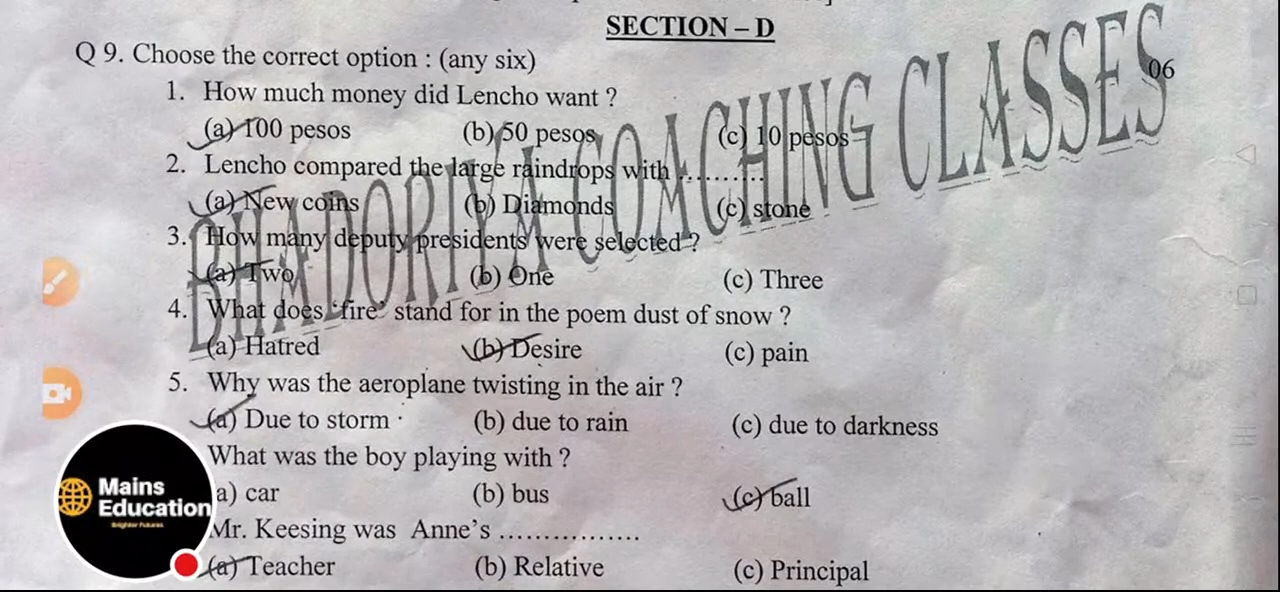 SECTION – D
Q 9. Choose the correct option : (any six)
06
1. How much money did Lencho want ?
(a) 100 pesos (b) 50 pesos (c) 10 pesos
2. Lencho compared the large raindrops with ..........
(a) New coins (b) Diamonds (c) stone
3. How many deputy presidents were selected ?
(a) Two (b) One (c) Three
4. What does 'fire' stand for in the poem dust of snow ?
(a) Hatred (b) Desire (c) pain
5. Why was the aeroplane twisting in the air ?
(a) Due to storm (b) due to rain (c) due to darkness
What was the boy playing with ?
a) car (b) bus (c) ball
Mr. Keesing was Anne's ................
(a) Teacher (b) Relative (c) Principal
BHADORIYA COACHING CLASSES
Mains
Education
Brighter Futures